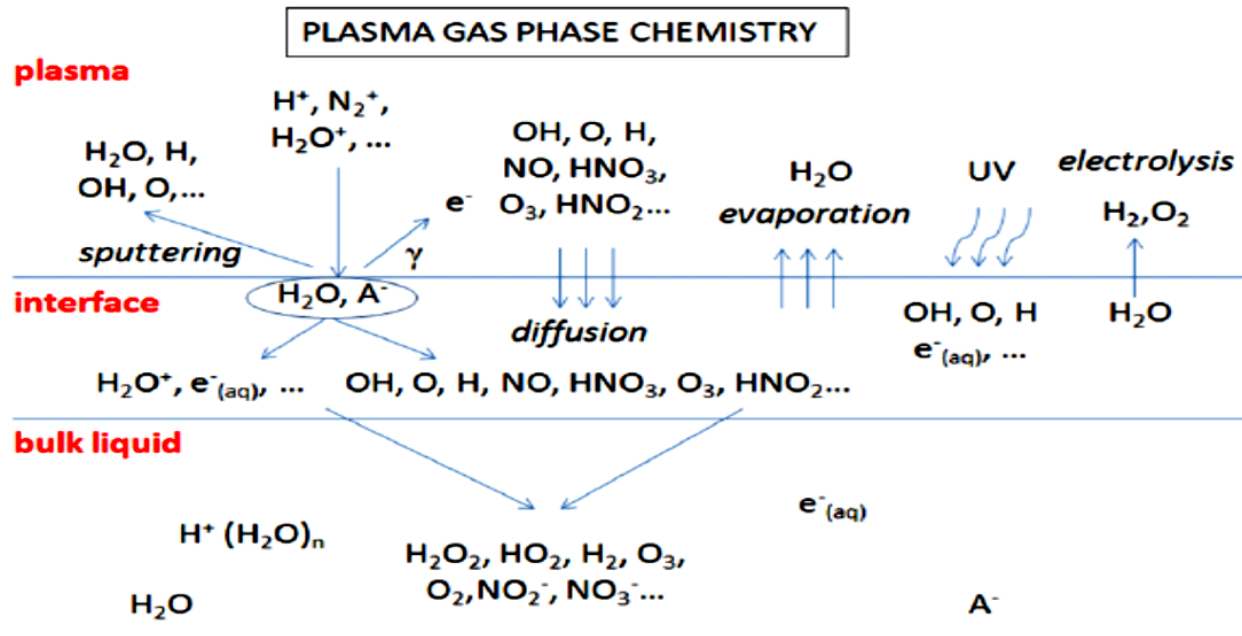 PLASMA GAS PHASE CHEMISTRY
plasma
H⁺, N₂⁺,
H₂O⁺, ...
H₂O, H,
OH, O,...
sputtering
e⁻
γ
OH, O, H,
NO, HNO₃,
O₃, HNO₂...
H₂O
evaporation
UV
electrolysis
H₂,O₂
interface
H₂O, A⁻
diffusion
OH, O, H
e⁻(aq), ...
H₂O
H₂O⁺, e⁻(aq), ...
OH, O, H, NO, HNO₃, O₃, HNO₂...
bulk liquid
H⁺ (H₂O)ₙ
H₂O
H₂O₂, HO₂, H₂, O₃,
O₂,NO₂⁻, NO₃⁻...
e⁻(aq)
A⁻